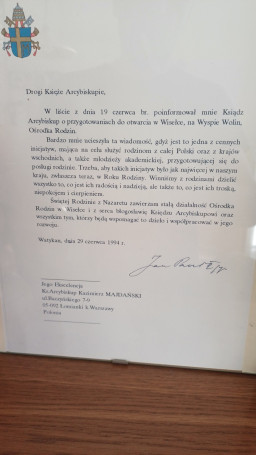 Drogi Księże Arcybiskupie,
W liście z dnia 19 czerwca br. poinformował mnie Ksiądz
Arcybiskup o przygotowaniach do otwarcia w Wisełce, na Wyspie Wolin,
Ośrodka Rodzin.
Bardzo mnie ucieszyła ta wiadomość, gdyż jest to jedna z cennych
inicjatyw, mająca na celu służyć rodzinom z całej Polski oraz z krajów
wschodnich, a także młodzieży akademickiej, przygotowującej się do
posługi rodzinie. Trzeba, aby takich inicjatyw było jak najwięcej w naszym
kraju, zwłaszcza teraz, w Roku Rodziny. Winniśmy z rodzinami dzielić
wszystko to, co jest ich radością i nadzieją, ale także to, co jest ich troską,
niepokojem i cierpieniem.
Świętej Rodzinie z Nazaretu zawierzam stałą działalność Ośrodka
Rodzin w Wisełce i z serca błogosławię Księdzu Arcybiskupowi oraz
wszystkim tym, którzy będą wspomagać to dzieło i współpracować w jego
rozwoju.
Watykan, dnia 29 czerwca 1994 r.
Jego Ekscelencja
Ks. Arcybiskup Kazimierz MAJDAŃSKI
05-092 Łomianki k. Warszawy
Polonia